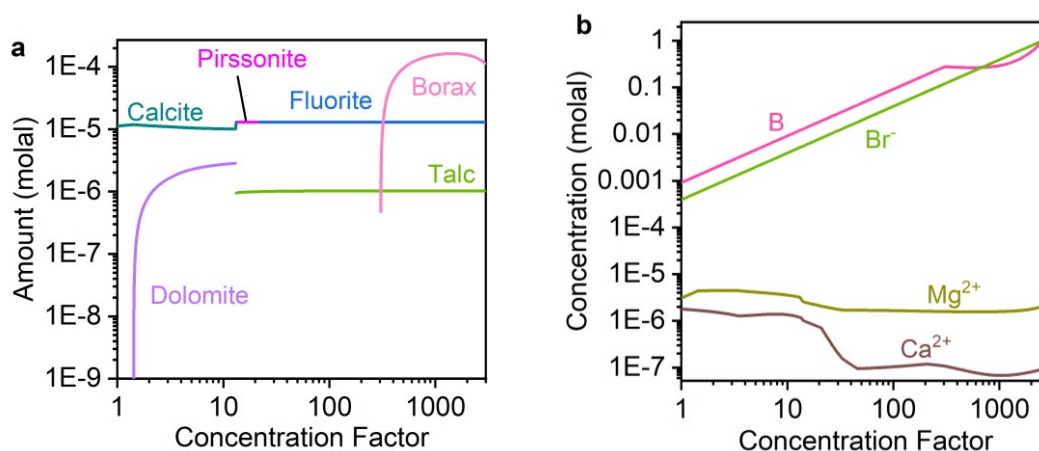 a
Amount (molal)
1E-4
1E-5
1E-6
1E-7
1E-8
1E-9
Pirssonite
Calcite
Fluorite
Borax
Talc
Dolomite
1
10
100
1000
Concentration Factor
b
Concentration (molal)
1
0.1
0.01
0.001
1E-4
1E-5
1E-6
1E-7
B
Br⁻
Mg²⁺
Ca²⁺
1
10
100
1000
Concentration Factor